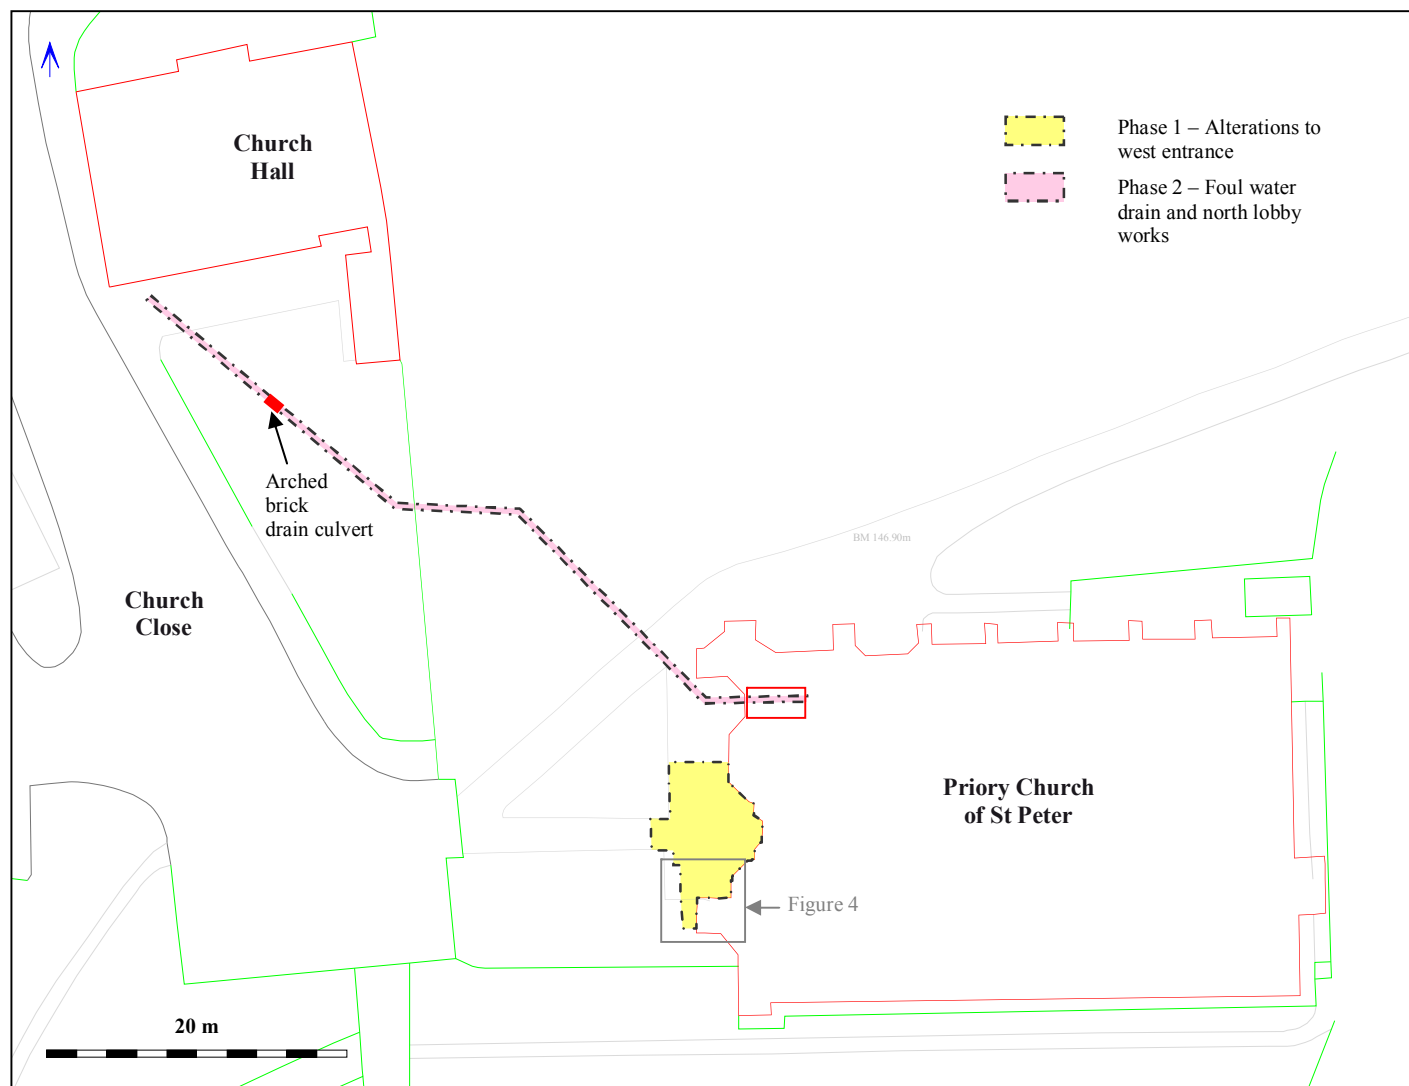 Church
Hall
Phase 1 – Alterations to
west entrance
Phase 2 – Foul water
drain and north lobby
works
Arched
brick
drain culvert
BM 146.90m
Church
Close
Priory Church
of St Peter
Figure 4
20 m